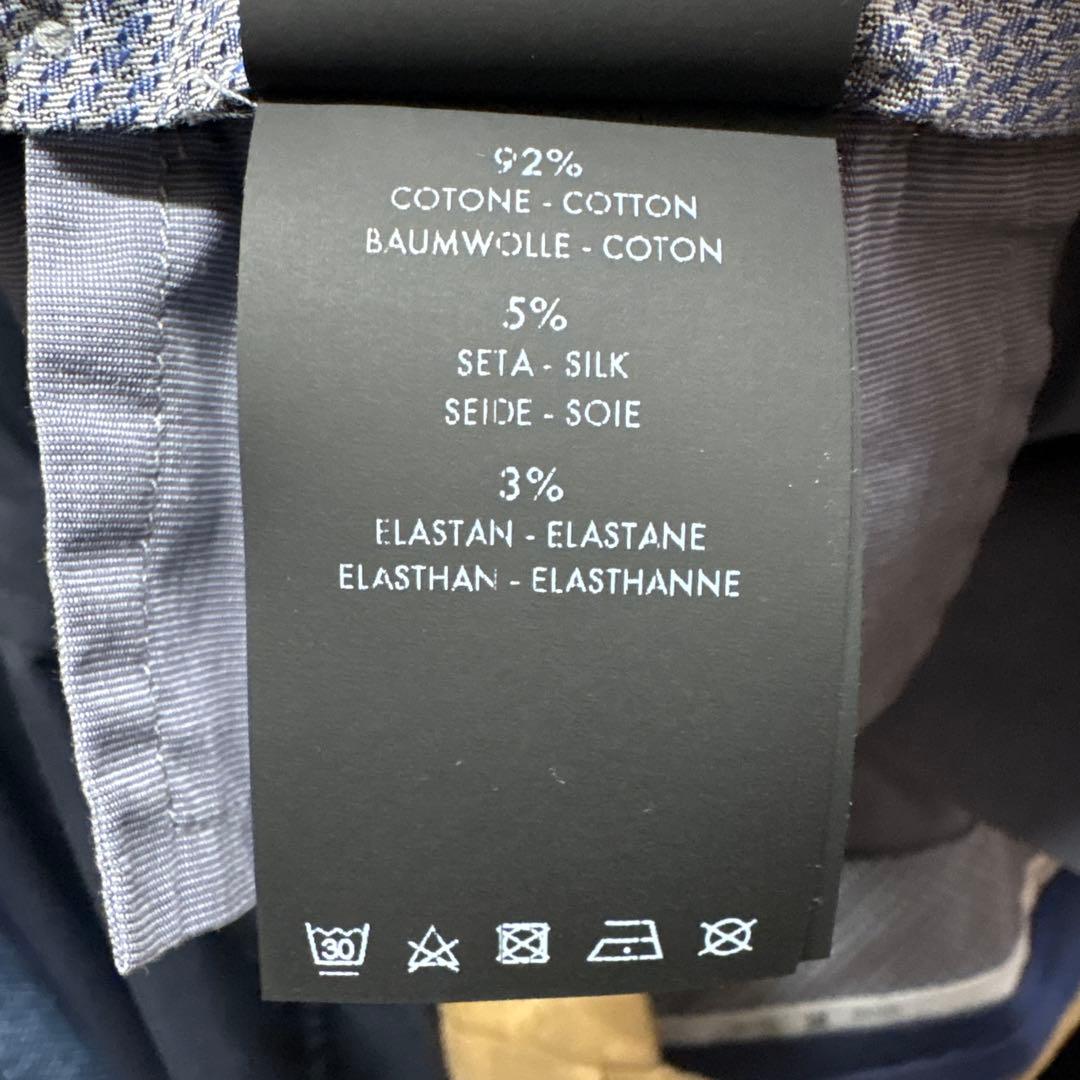 92%
COTONE - COTTON
BAUMWOLLE - COTON
5%
SETA - SILK
SEIDE - SOIE
3%
ELASTAN - ELASTANE
ELASTHAN - ELASTHANNE
30